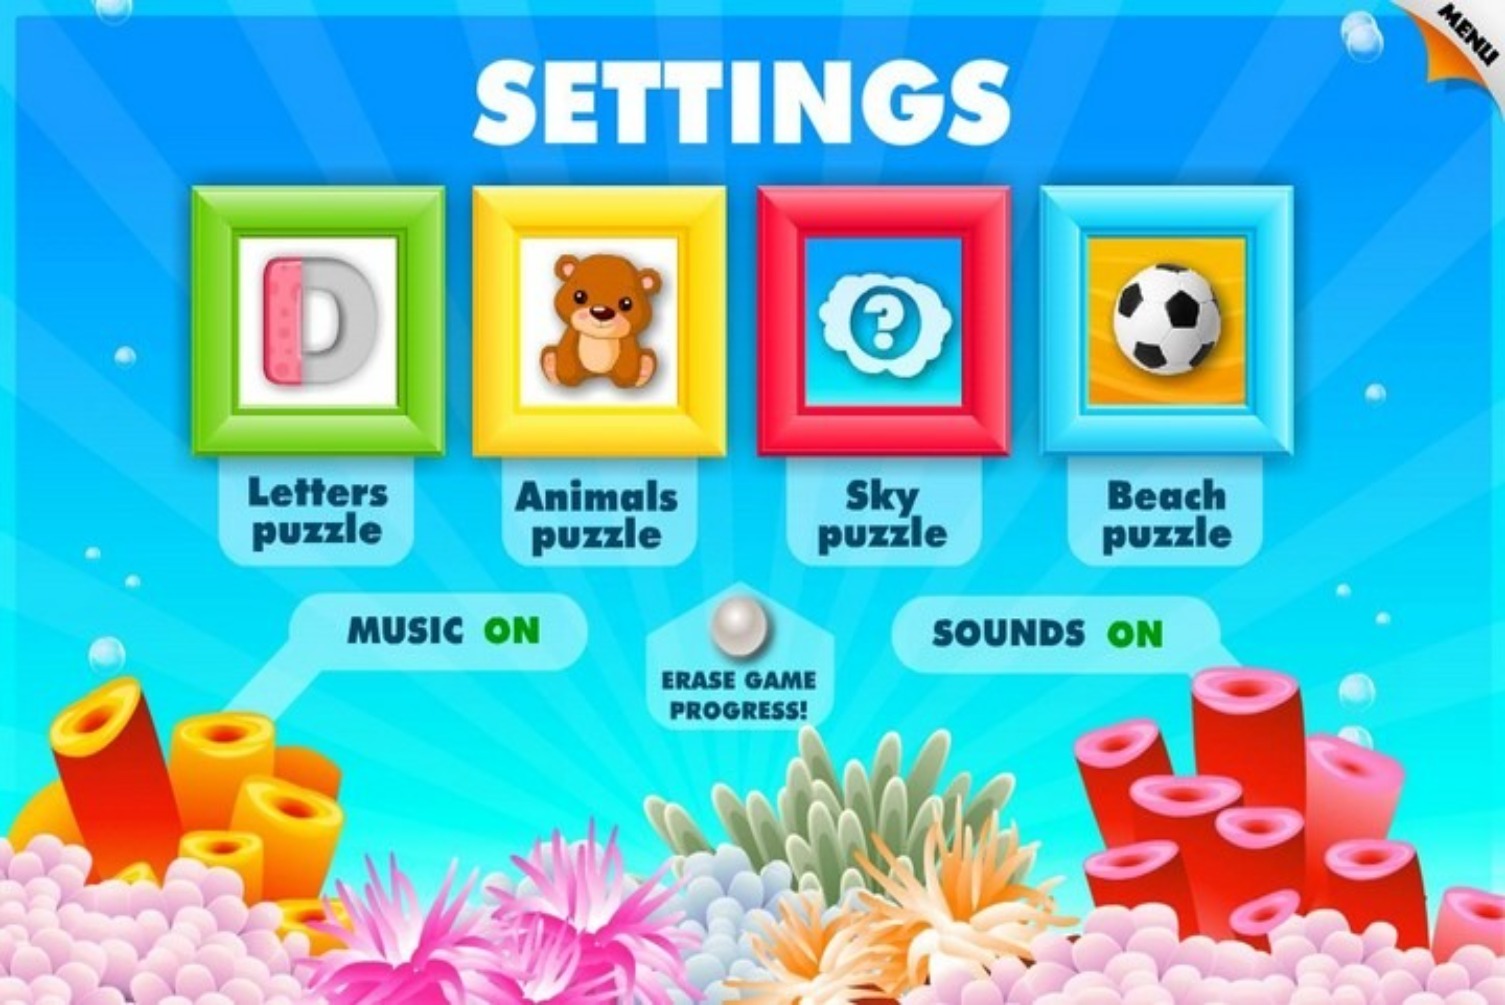 MENU
SETTINGS
D
?
Letters
puzzle
Animals
puzzle
Sky
puzzle
Beach
puzzle
MUSIC ON
ERASE GAME
PROGRESS!
SOUNDS ON